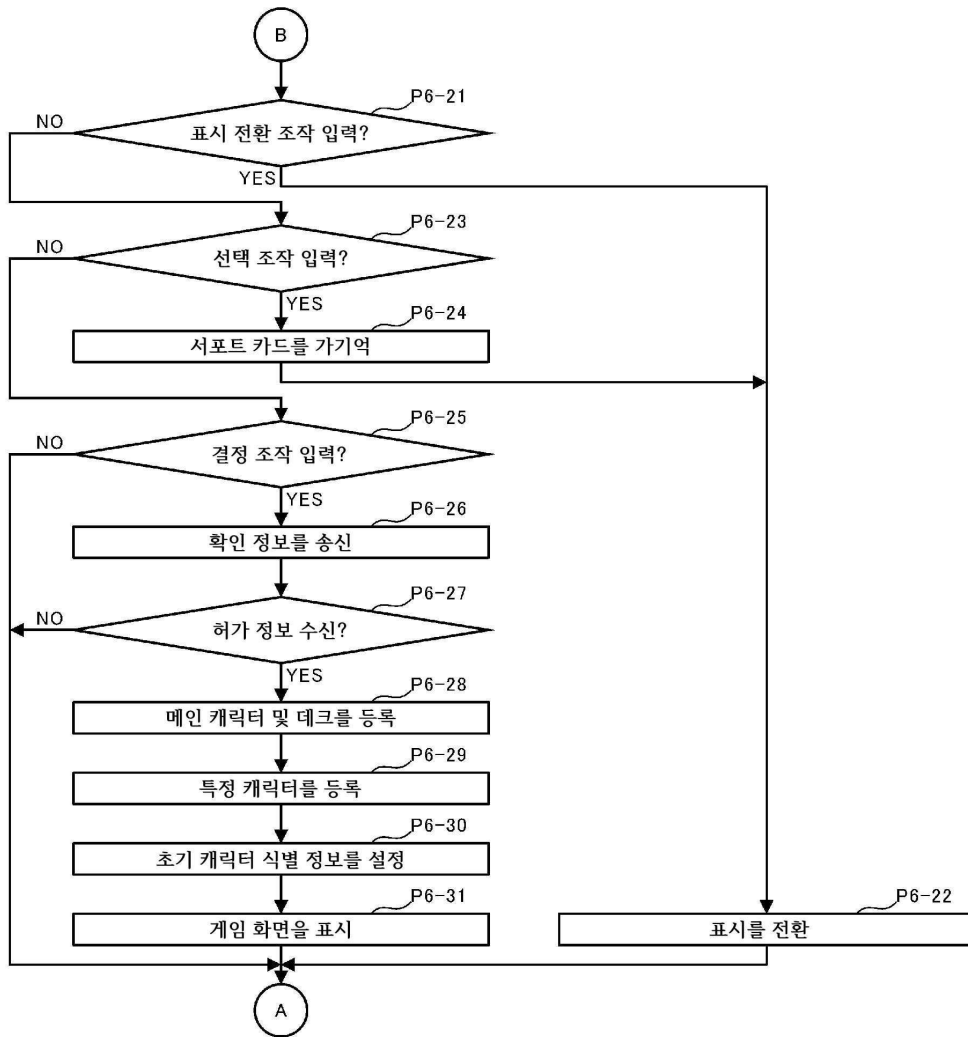 B
P6-21
NO
표시 전환 조작 입력?
YES
P6-23
NO
선택 조작 입력?
YES
P6-24
서포트 카드를 가기억
P6-25
NO
결정 조작 입력?
YES
P6-26
확인 정보를 송신
P6-27
NO
허가 정보 수신?
YES
P6-28
메인 캐릭터 및 데크를 등록
P6-29
특정 캐릭터를 등록
P6-30
초기 캐릭터 식별 정보를 설정
P6-31
게임 화면을 표시
P6-22
표시를 전환
A